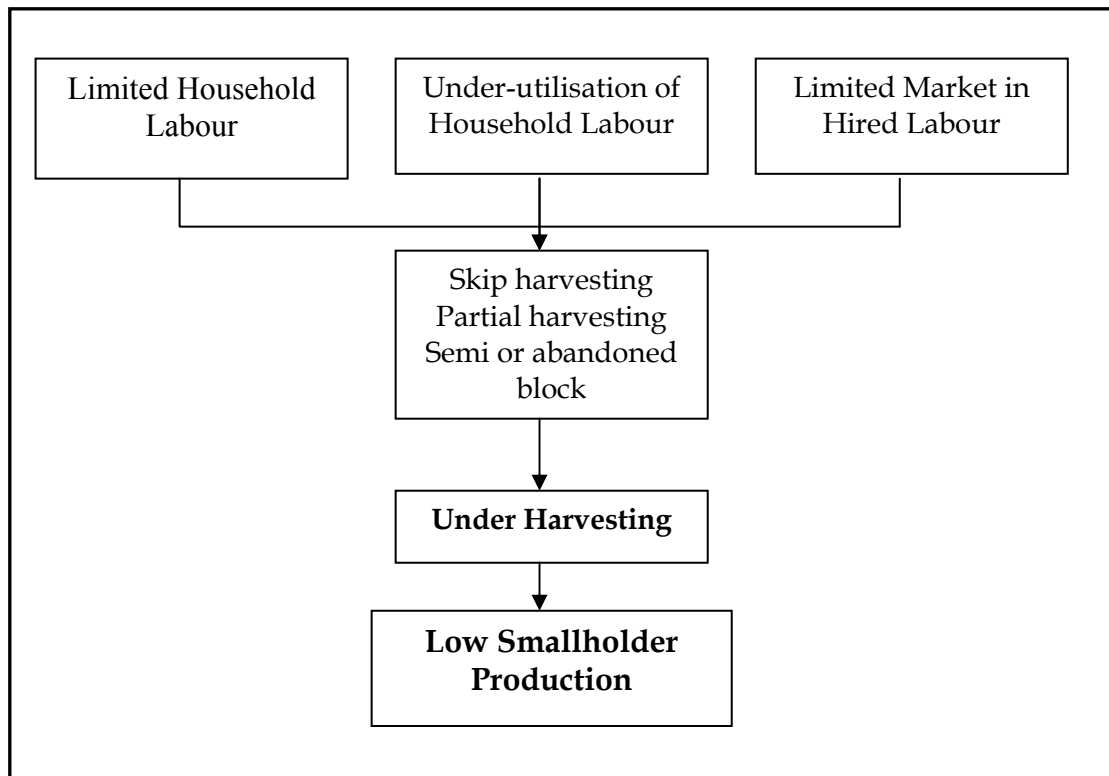 Limited Household
Labour
Under-utilisation of
Household Labour
Limited Market in
Hired Labour
Skip harvesting
Partial harvesting
Semi or abandoned
block
Under Harvesting
Low Smallholder
Production